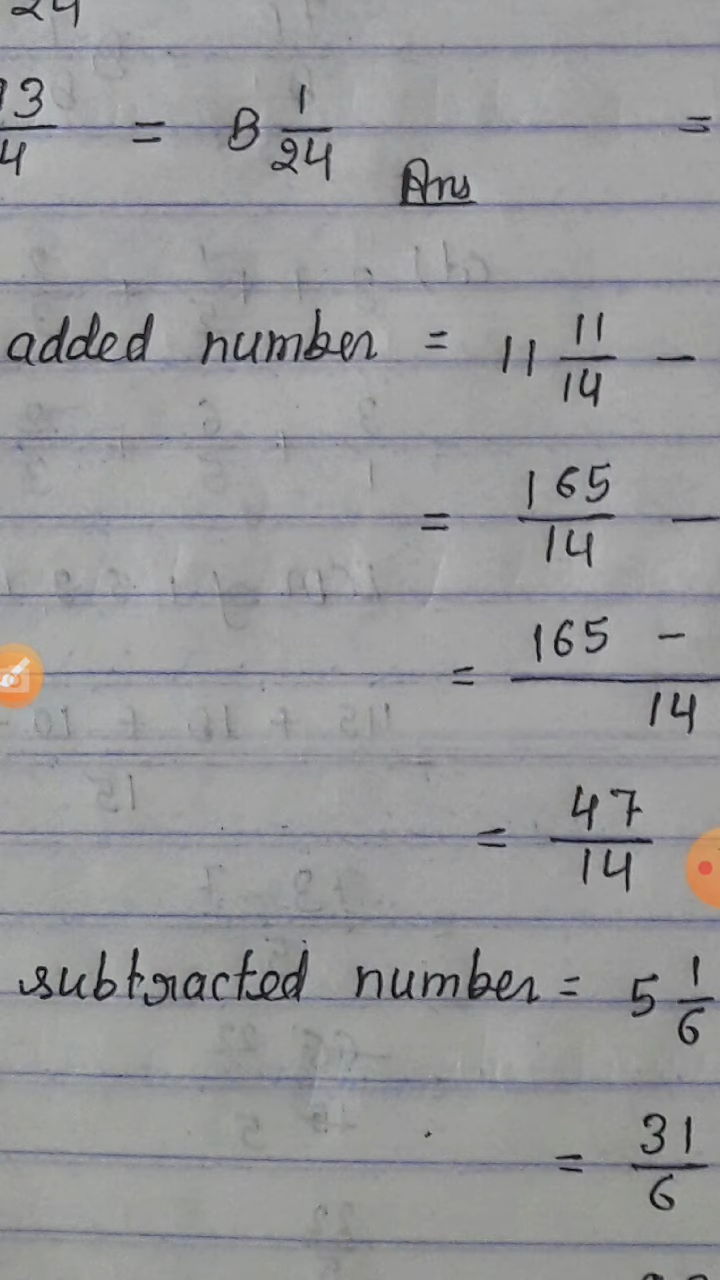 24
13/4 = 8 1/24 =
Ans
added number = 11 11/14 -
= 165/14 -
= 165 - / 14
= 47/14
subtracted number = 5 1/6
= 31/6